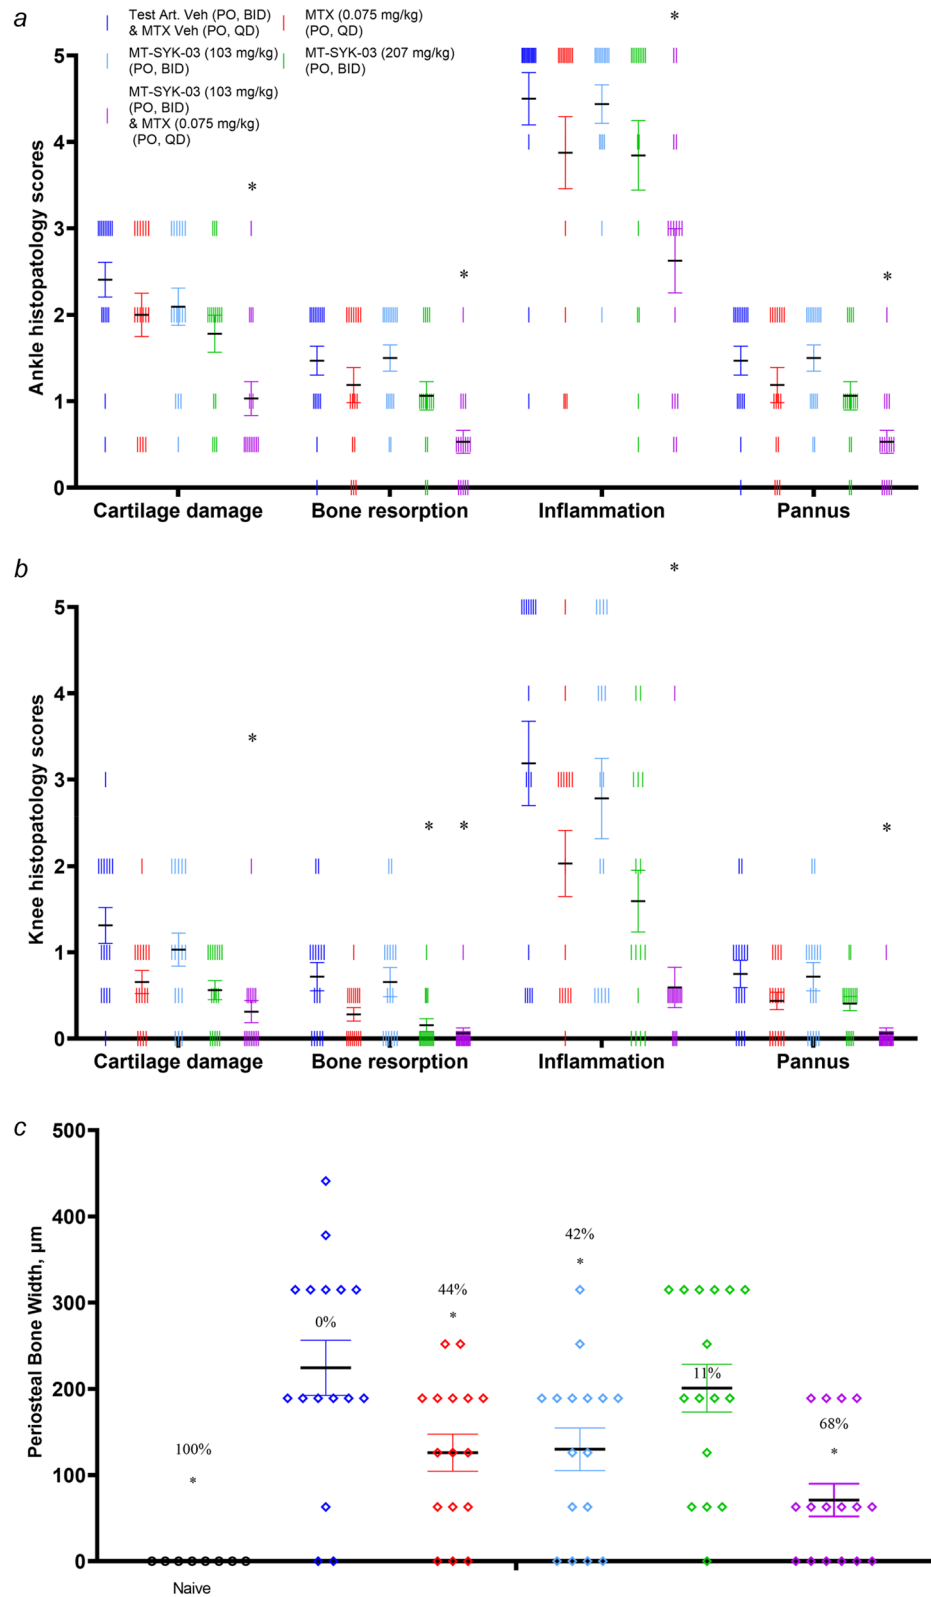 a
Test Art. Veh (PO, BID)
& MTX Veh (PO, QD)
MTX (0.075 mg/kg)
(PO, QD)
MT-SYK-03 (103 mg/kg)
(PO, BID)
MT-SYK-03 (207 mg/kg)
(PO, BID)
MT-SYK-03 (103 mg/kg)
(PO, BID)
& MTX (0.075 mg/kg)
(PO, QD)
Ankle histopatology scores
5
4
3
2
1
0
*
*
*
*
Cartilage damage
Bone resorption
Inflammation
Pannus
b
Knee histopatology scores
5
4
3
2
1
0
*
*
*
*
*
Cartilage damage
Bone resorption
Inflammation
Pannus
c
Periosteal Bone Width, µm
500
400
300
200
100
0
100%
*
0%
44%
*
42%
*
11%
68%
*
Naive